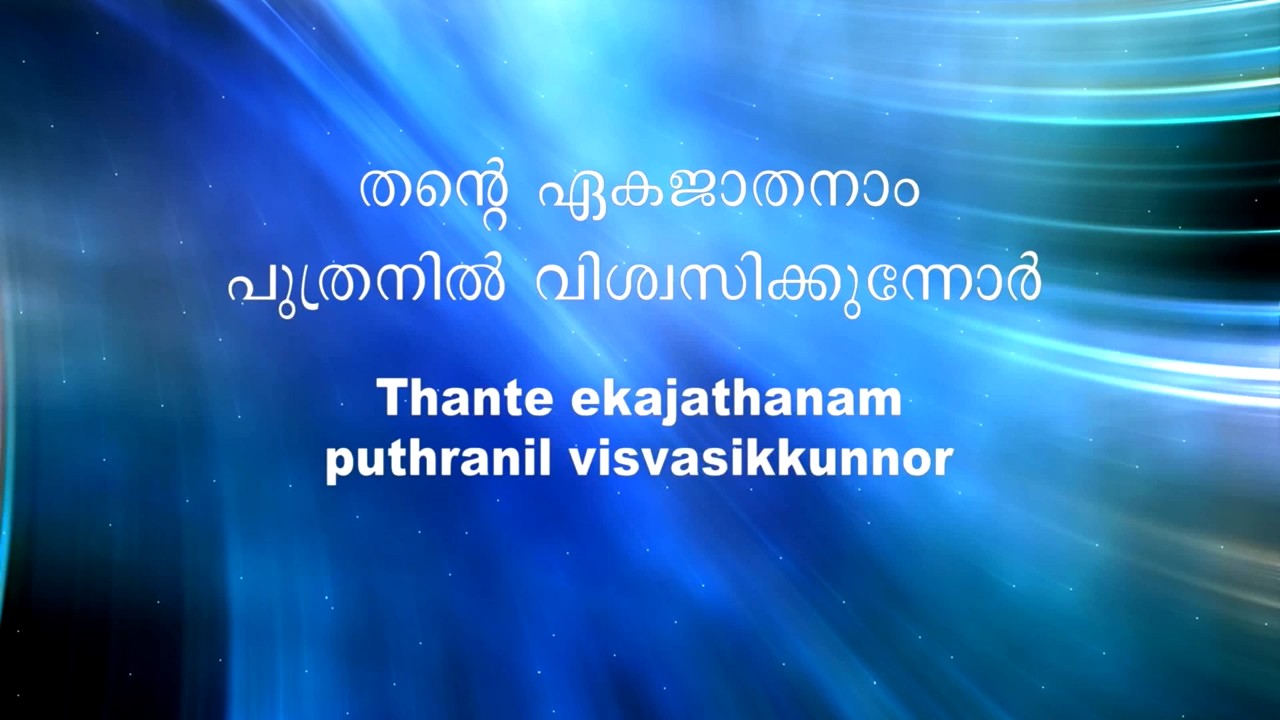 തന്റെ ഏകജാതനാം
പുത്രനിൽ വിശ്വസിക്കുന്നോർ
Thante ekajathanam
puthranil visvasikkunnor